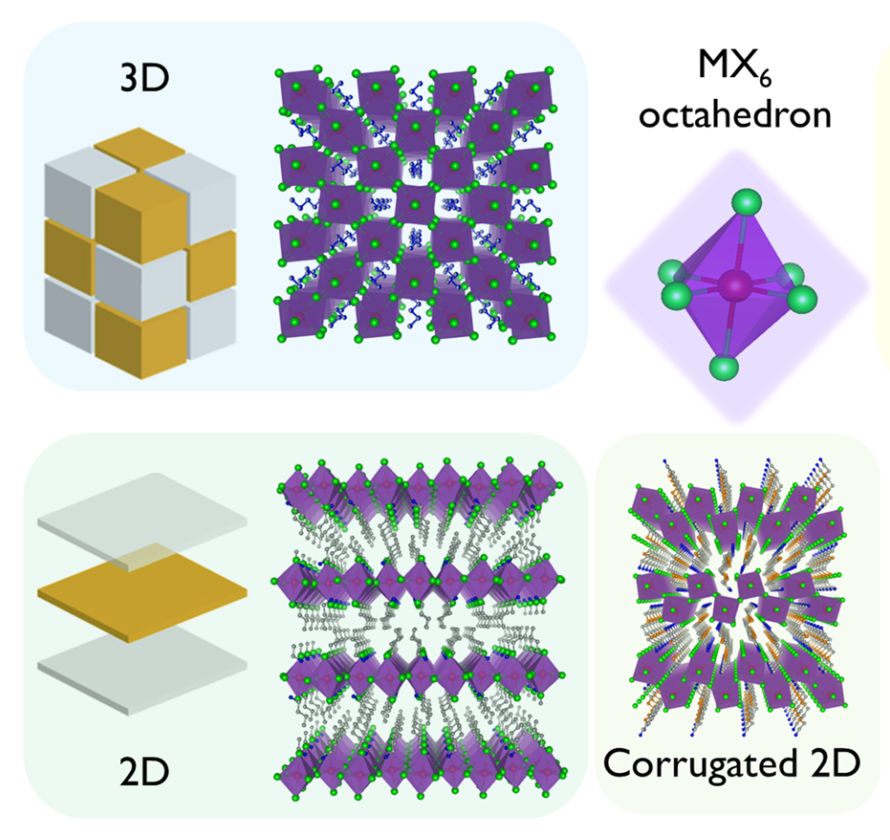 3D
MX₆
octahedron
2D
Corrugated 2D